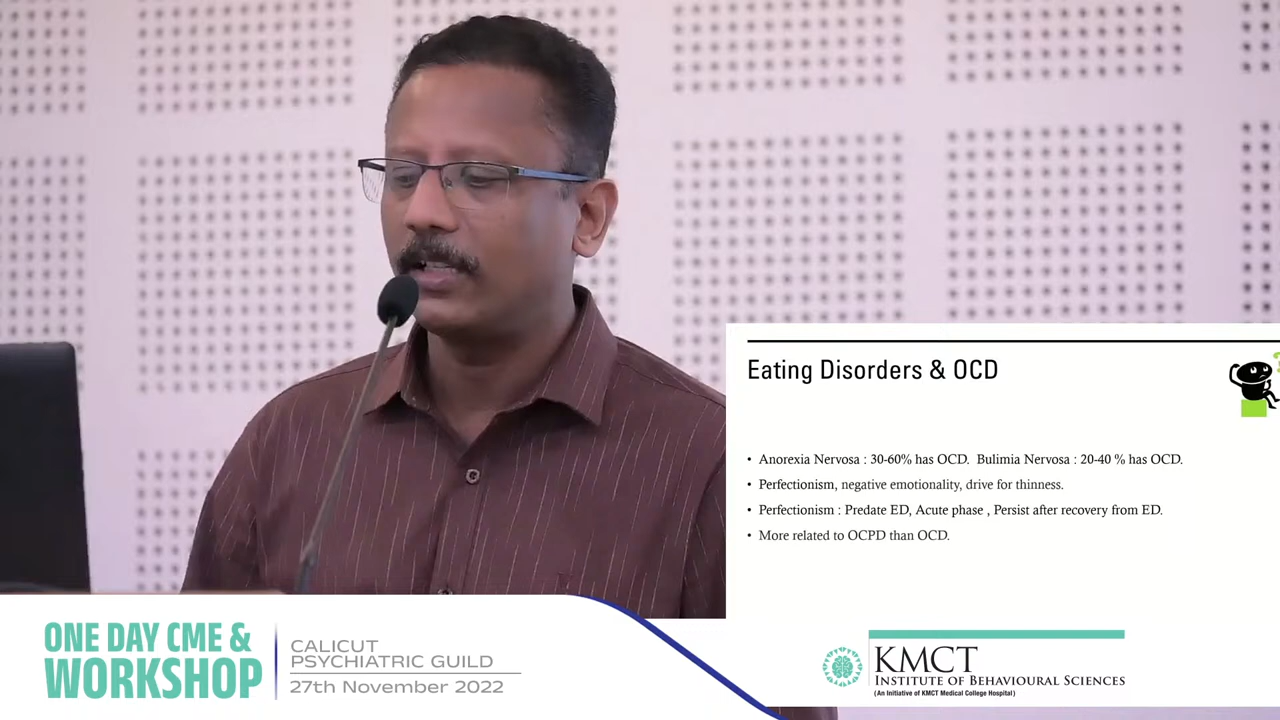 Eating Disorders & OCD
• Anorexia Nervosa : 30-60% has OCD. Bulimia Nervosa : 20-40 % has OCD.
• Perfectionism, negative emotionality, drive for thinness.
• Perfectionism : Predate ED, Acute phase , Persist after recovery from ED.
• More related to OCPD than OCD.
ONE DAY CME &
WORKSHOP
CALICUT
PSYCHIATRIC GUILD
27th November 2022
KMCT
INSTITUTE OF BEHAVIOURAL SCIENCES
(An Initiative of KMCT Medical College Hospital)